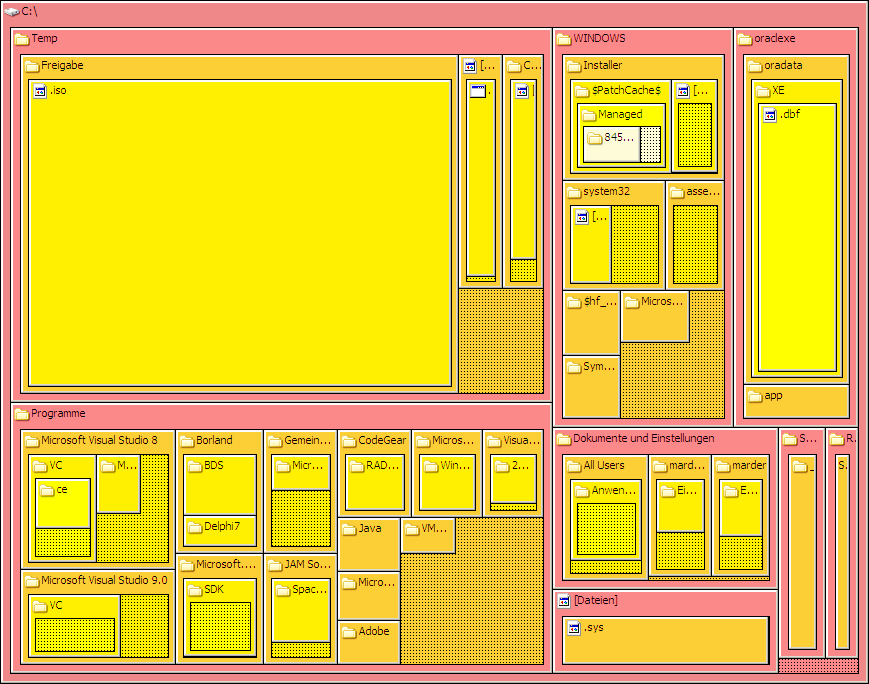 C:\
Temp
Freigabe
.iso
[...
.
C...
[
WINDOWS
Installer
$PatchCache$
Managed
845...
[...
system32
[...
asse...
$hf_...
Micros...
Sym...
oraclexe
oradata
XE
.dbf
app
Programme
Microsoft Visual Studio 8
VC
ce
M...
Microsoft Visual Studio 9.0
VC
Borland
BDS
Delphi7
Microsoft....
SDK
Gemein...
Micr...
JAM So...
Spac...
CodeGear
RAD...
Micros...
Win...
Visua...
2...
Java
VM...
Micro...
Adobe
Dokumente und Einstellungen
All Users
Anwen...
mard...
Ei...
marder
E...
[Dateien]
.sys
S...
_
R.
S.